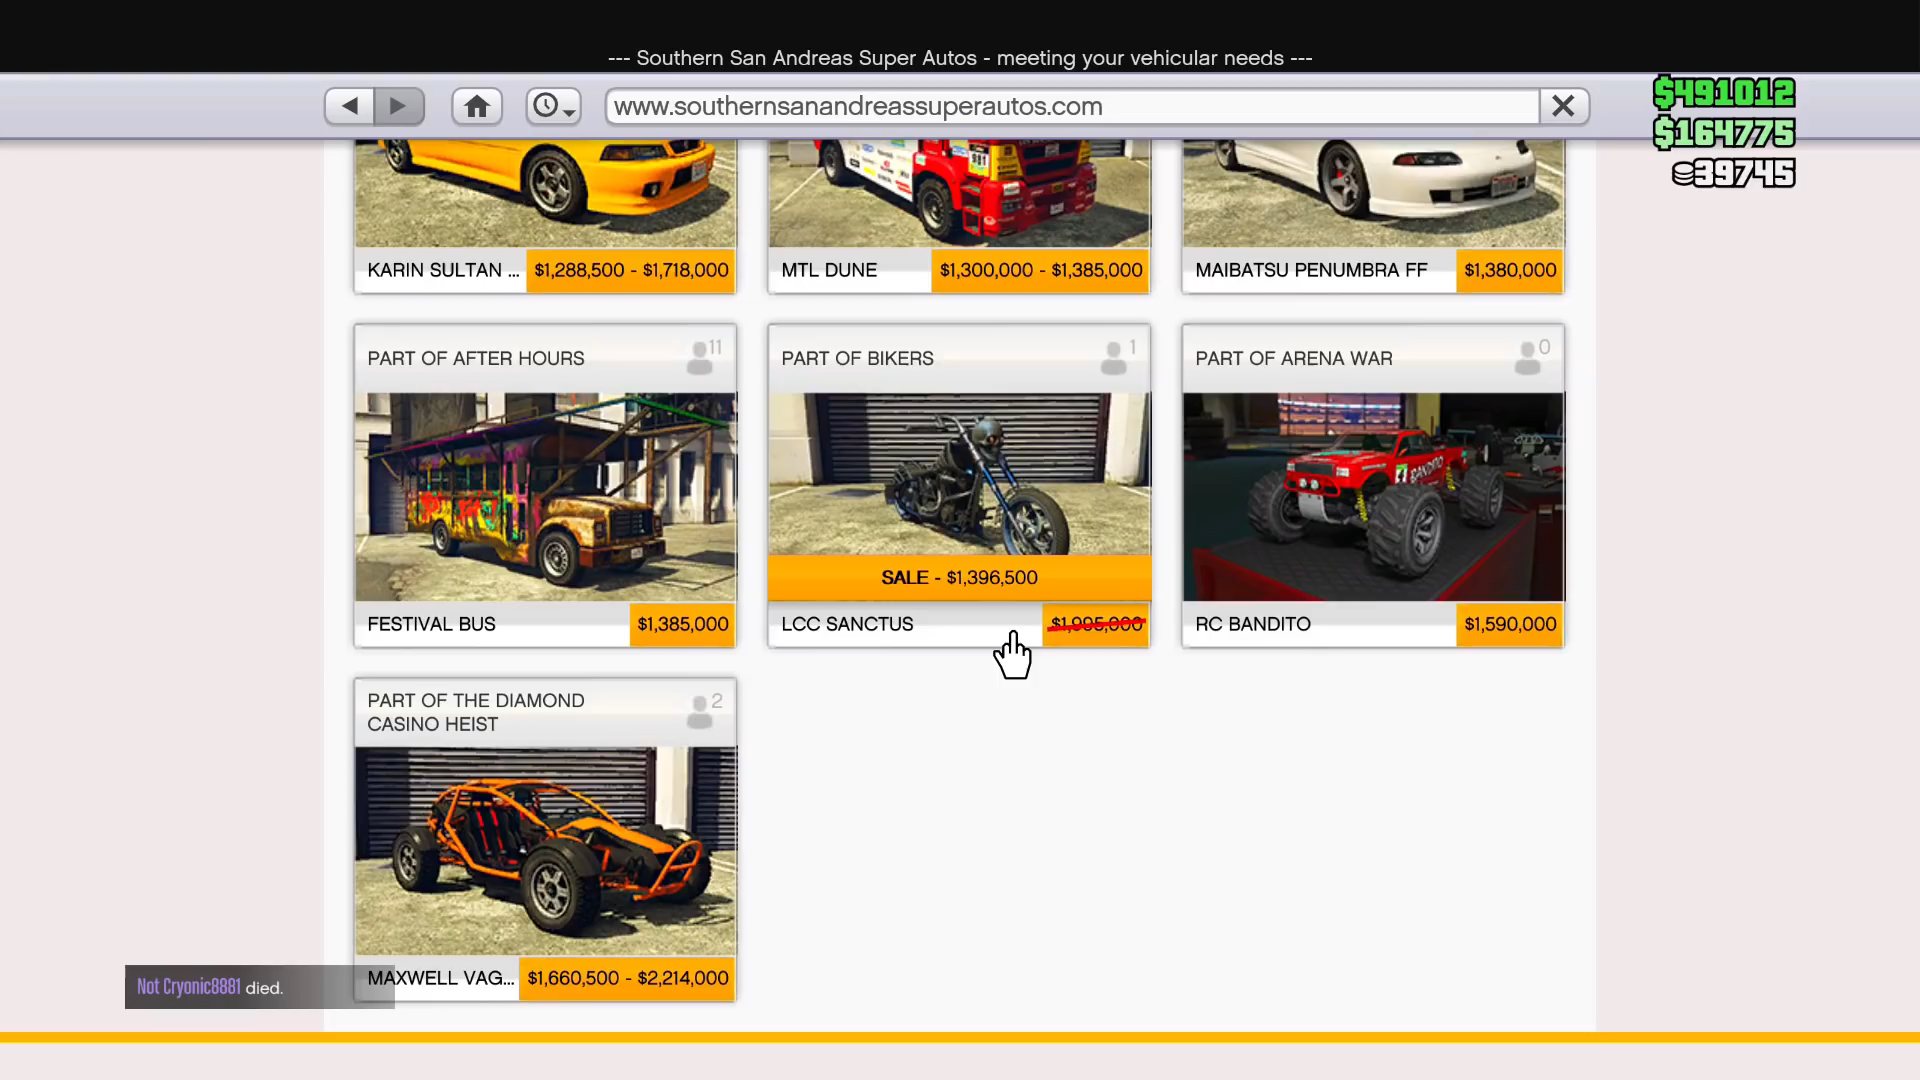 --- Southern San Andreas Super Autos - meeting your vehicular needs ---
www.southernsanandreassuperautos.com
$491012
$164775
39745
981
KARIN SULTAN ... $1,288,500 - $1,718,000
MTL DUNE $1,300,000 - $1,385,000
MAIBATSU PENUMBRA FF $1,380,000
PART OF AFTER HOURS 11
PART OF BIKERS 1
PART OF ARENA WAR 0
BANDITO
SALE - $1,396,500
FESTIVAL BUS $1,385,000
LCC SANCTUS $1,995,000
RC BANDITO $1,590,000
PART OF THE DIAMOND
CASINO HEIST 2
MAXWELL VAG... $1,660,500 - $2,214,000
Not Cryonic8881 died.